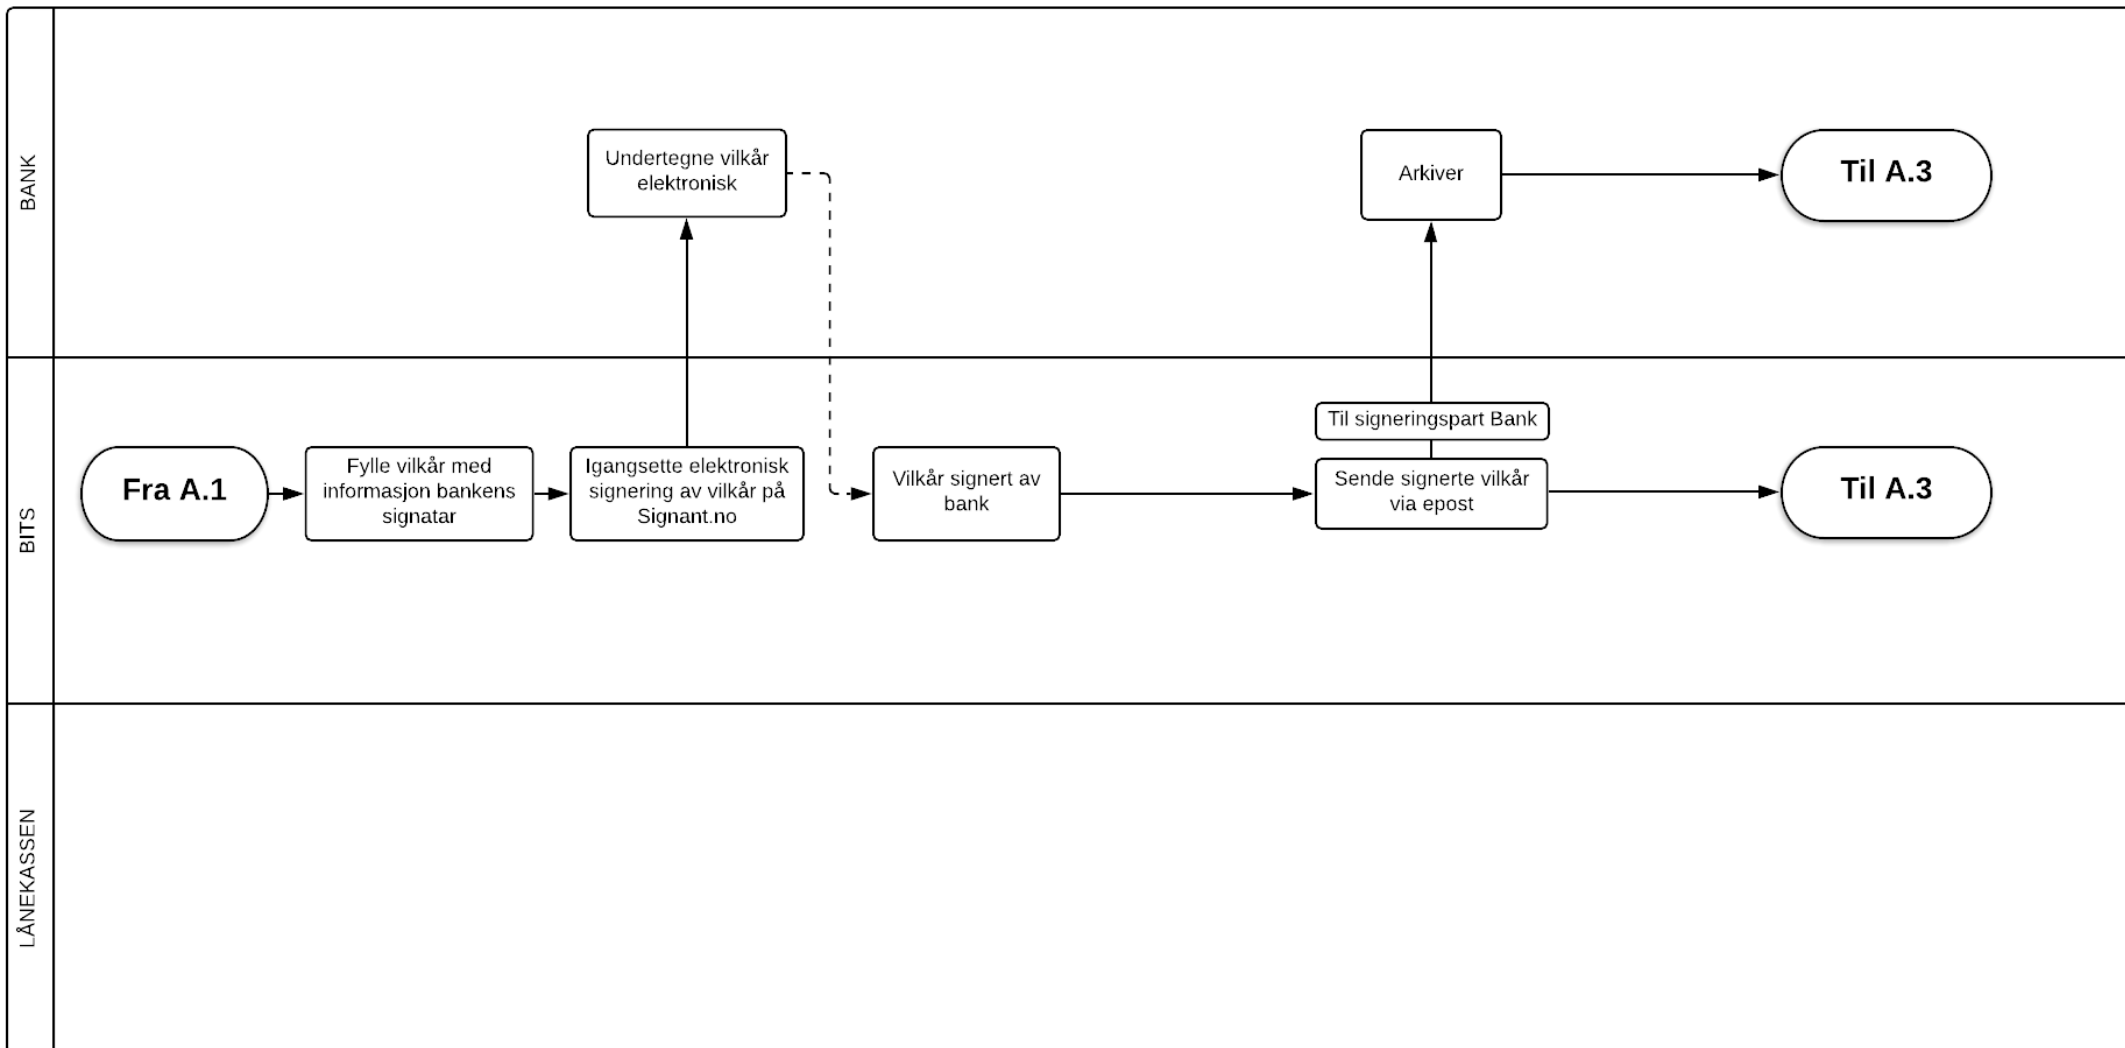 BANK
Undertegne vilkår
elektronisk
Arkiver
Til A.3
BITS
Fra A.1
Fylle vilkår med
informasjon bankens
signatar
Igangsette elektronisk
signering av vilkår på
Signant.no
Vilkår signert av
bank
Til signeringspart Bank
Sende signerte vilkår
via epost
Til A.3
LÅNEKASSEN